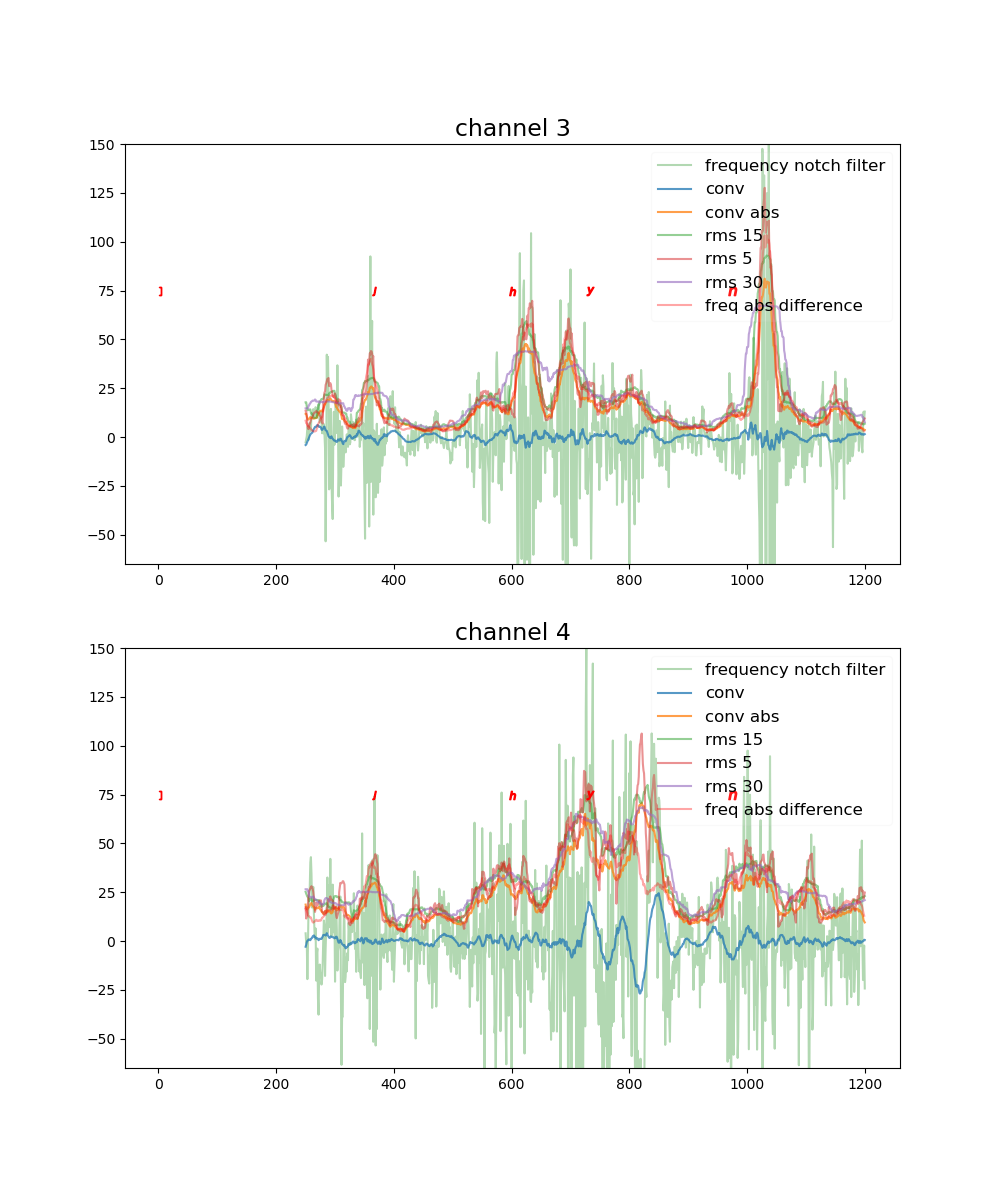 channel 3
150
125
100
75
50
25
0
−25
−50
frequency notch filter
conv
conv abs
rms 15
rms 5
rms 30
freq abs difference
h
y
n
0 200 400 600 800 1000 1200
channel 4
150
125
100
75
50
25
0
−25
−50
frequency notch filter
conv
conv abs
rms 15
rms 5
rms 30
freq abs difference
h
y
n
0 200 400 600 800 1000 1200